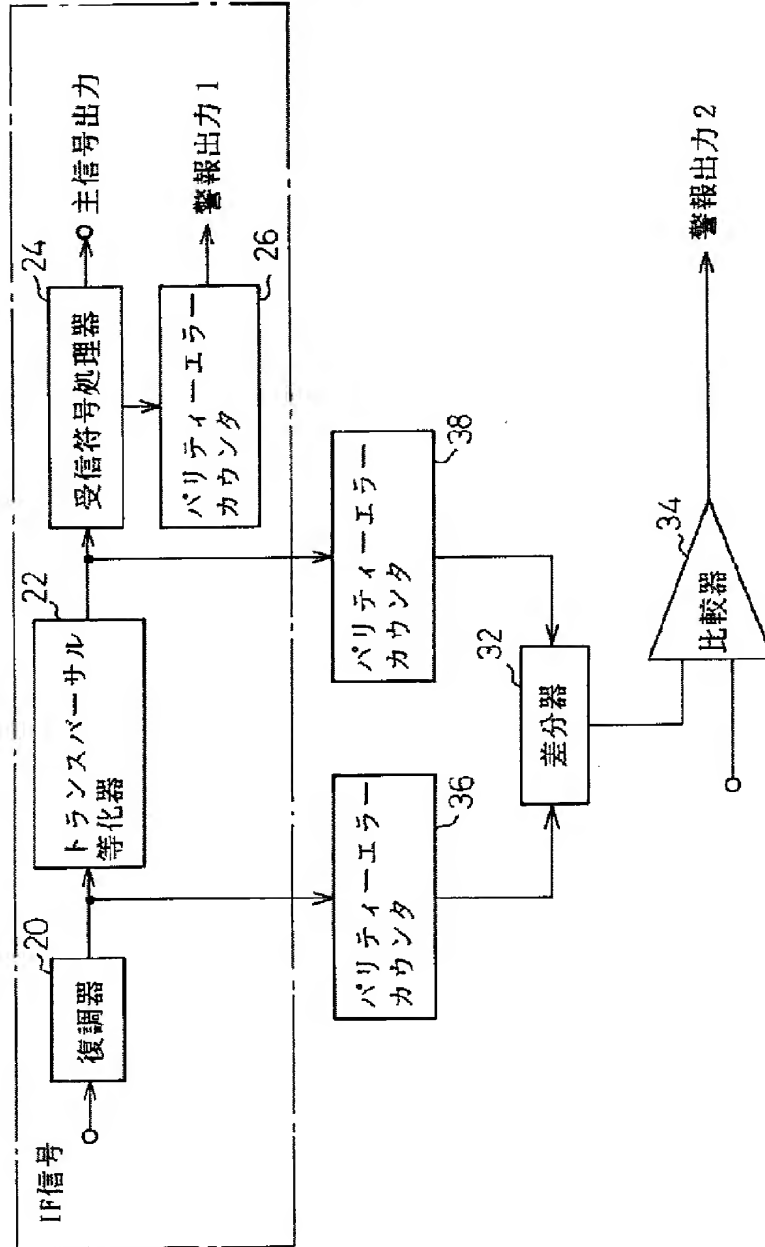 IF信号
20
復調器
22
トランスバーサル
等化器
24
受信符号処理器
主信号出力
パリティーエラー
カウンタ
26
警報出力1
パリティーエラー
カウンタ
36
パリティーエラー
カウンタ
38
32
差分器
34
比較器
警報出力2